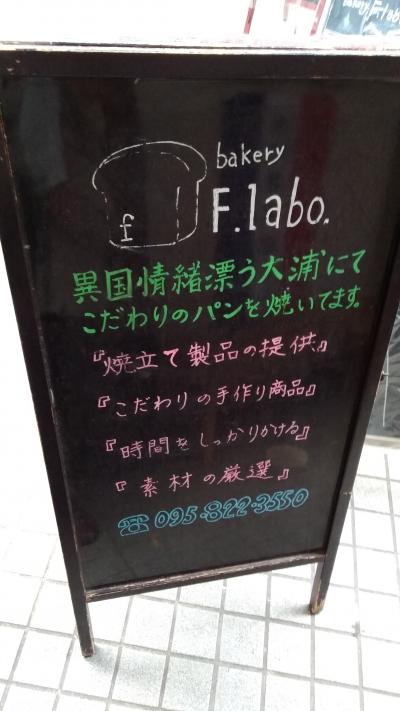 bakery F.labo
bakery
F.labo.
f
異国情緒漂う大浦にて
こだわりのパンを焼いてます。
『焼立て製品の提供』
『こだわりの手作り商品』
『時間をしっかりかける』
『素材の厳選』
☎095-822-3550